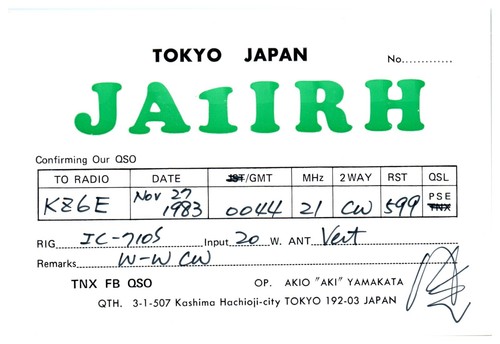 TOKYO JAPAN
No............
JA1IRH
Confirming Our QSO
TO RADIO DATE JST/GMT MHz 2WAY RST QSL
KZ6E Nov 27 1983 0044 21 CW 599 PSE TNX
RIG IC-710S Input 20 W. ANT Vert
Remarks W-W CW
TNX FB QSO OP. AKIO "AKI" YAMAKATA
QTH. 3-1-507 Kashima Hachioji-city TOKYO 192-03 JAPAN